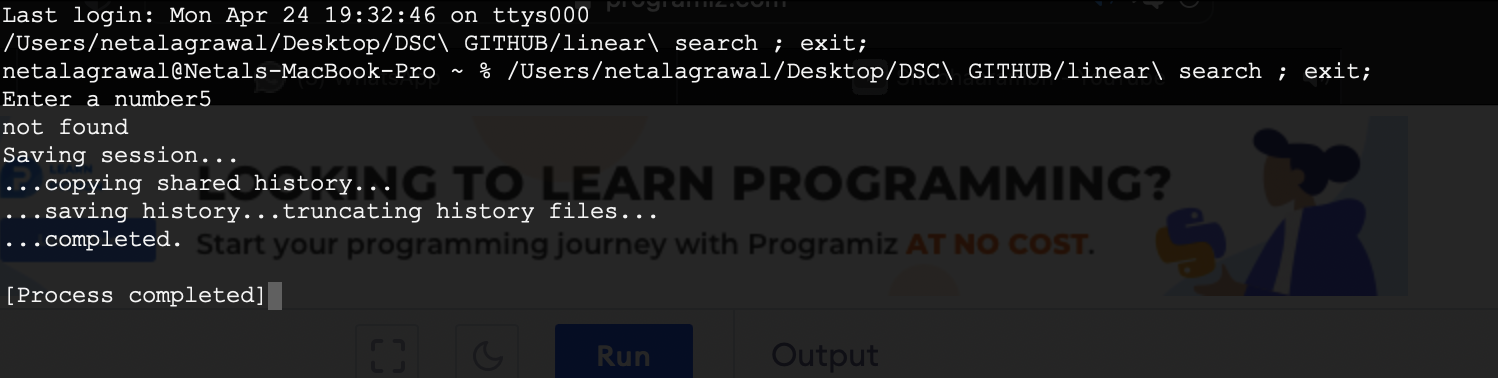 Last login: Mon Apr 24 19:32:46 on ttys000
/Users/netalagrawal/Desktop/DSC\ GITHUB/linear\ search ; exit;
netalagrawal@Netals-MacBook-Pro ~ % /Users/netalagrawal/Desktop/DSC\ GITHUB/linear\ search ; exit;
Enter a number5
not found
Saving session...
...copying shared history...
...saving history...truncating history files...
...completed.
[Process completed]
programiz.com
LEARN
LOOKING TO LEARN PROGRAMMING?
Start your programming journey with Programiz AT NO COST.
Run
Output